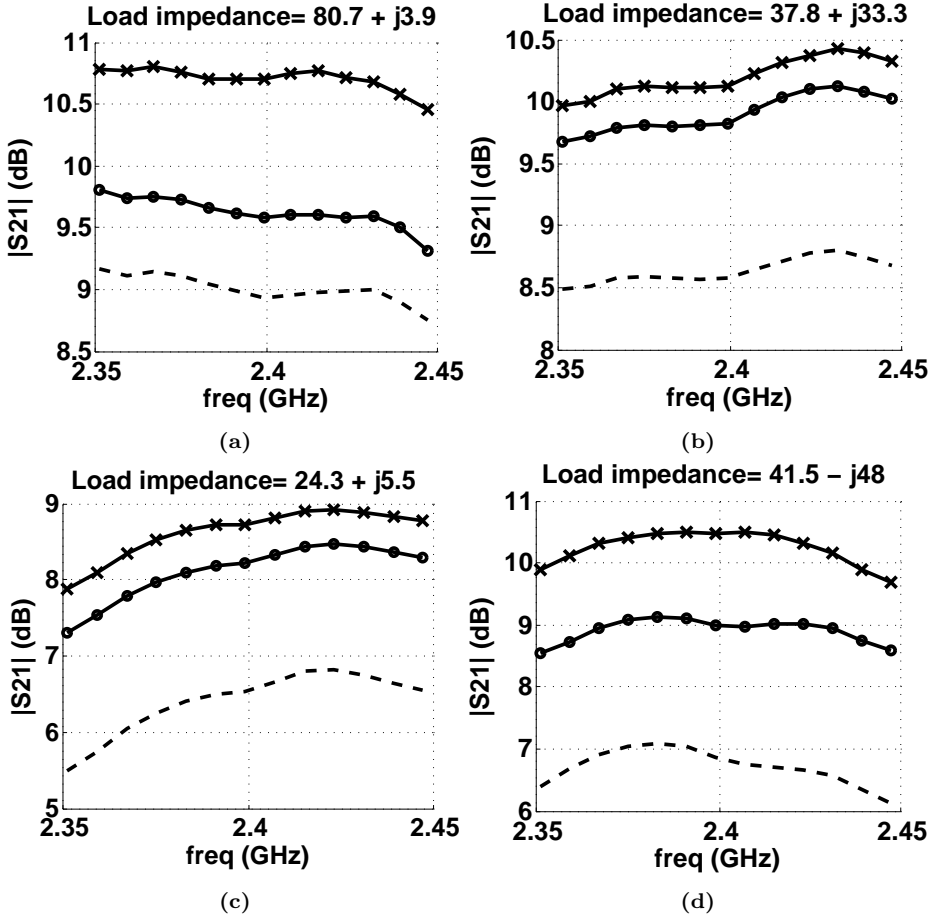 Load impedance= 80.7 + j3.9
11
10.5
10
9.5
9
8.5
|S21| (dB)
2.35
2.4
2.45
freq (GHz)
(a)
Load impedance= 37.8 + j33.3
10.5
10
9.5
9
8.5
8
|S21| (dB)
2.35
2.4
2.45
freq (GHz)
(b)
Load impedance= 24.3 + j5.5
9
8
7
6
5
|S21| (dB)
2.35
2.4
2.45
freq (GHz)
(c)
Load impedance= 41.5 − j48
11
10
9
8
7
6
|S21| (dB)
2.35
2.4
2.45
freq (GHz)
(d)